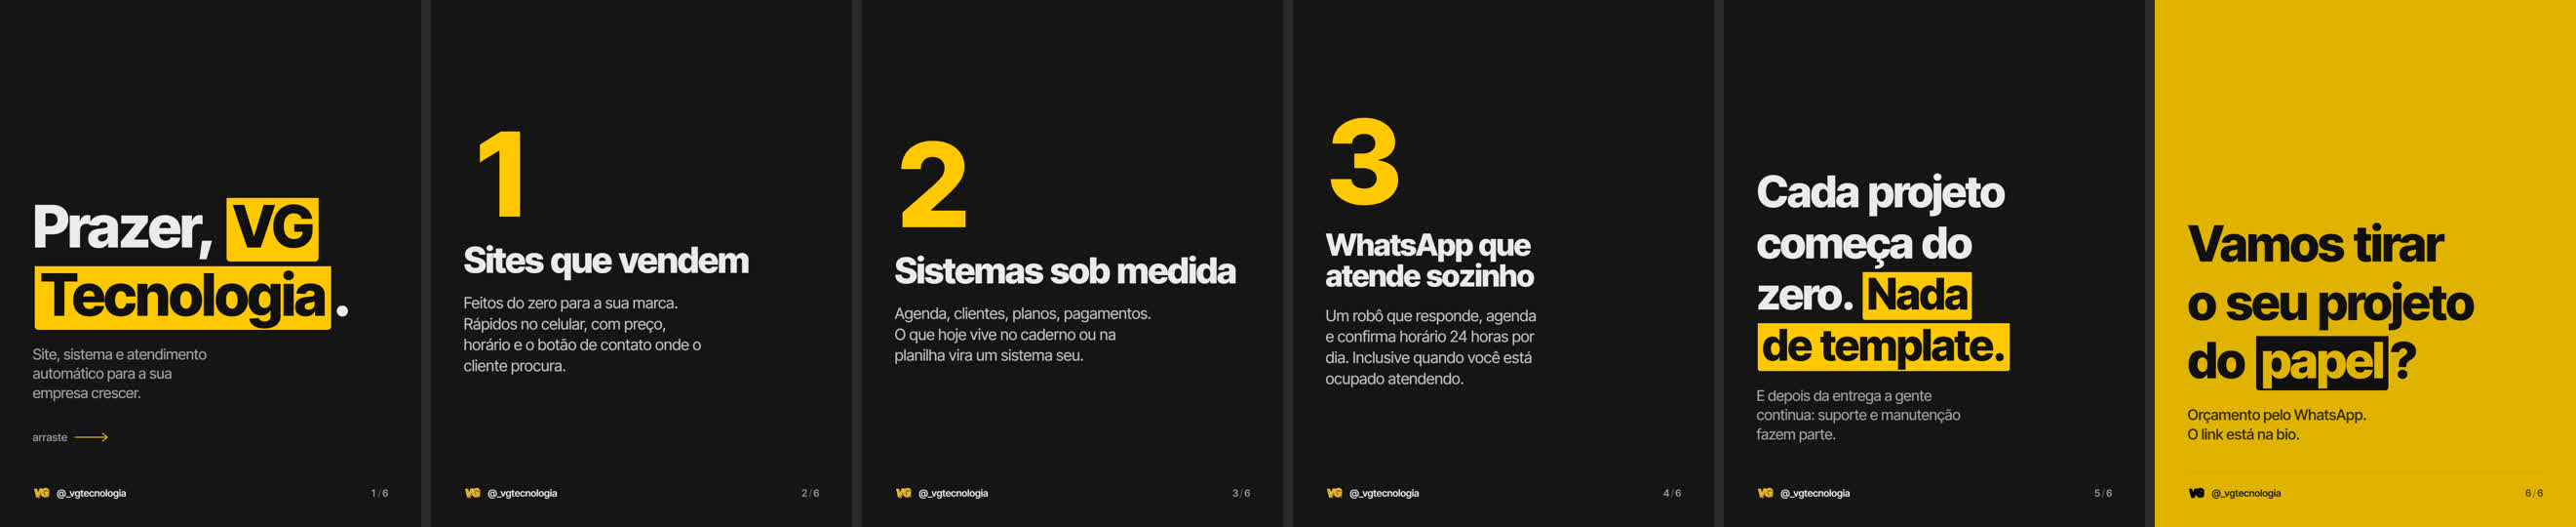 Prazer, VG
Tecnologia.
Site, sistema e atendimento
automático para a sua
empresa crescer.
arraste
VG @_vgtecnologia
1/6
1
Sites que vendem
Feitos do zero para a sua marca.
Rápidos no celular, com preço,
horário e o botão de contato onde o
cliente procura.
VG @_vgtecnologia
2/6
2
Sistemas sob medida
Agenda, clientes, planos, pagamentos.
O que hoje vive no caderno ou na
planilha vira um sistema seu.
VG @_vgtecnologia
3/6
3
WhatsApp que
atende sozinho
Um robô que responde, agenda
e confirma horário 24 horas por
dia. Inclusive quando você está
ocupado atendendo.
VG @_vgtecnologia
4/6
Cada projeto
começa do
zero. Nada
de template.
E depois da entrega a gente
continua: suporte e manutenção
fazem parte.
VG @_vgtecnologia
5/6
Vamos tirar
o seu projeto
do papel?
Orçamento pelo WhatsApp.
O link está na bio.
VG @_vgtecnologia
6/6